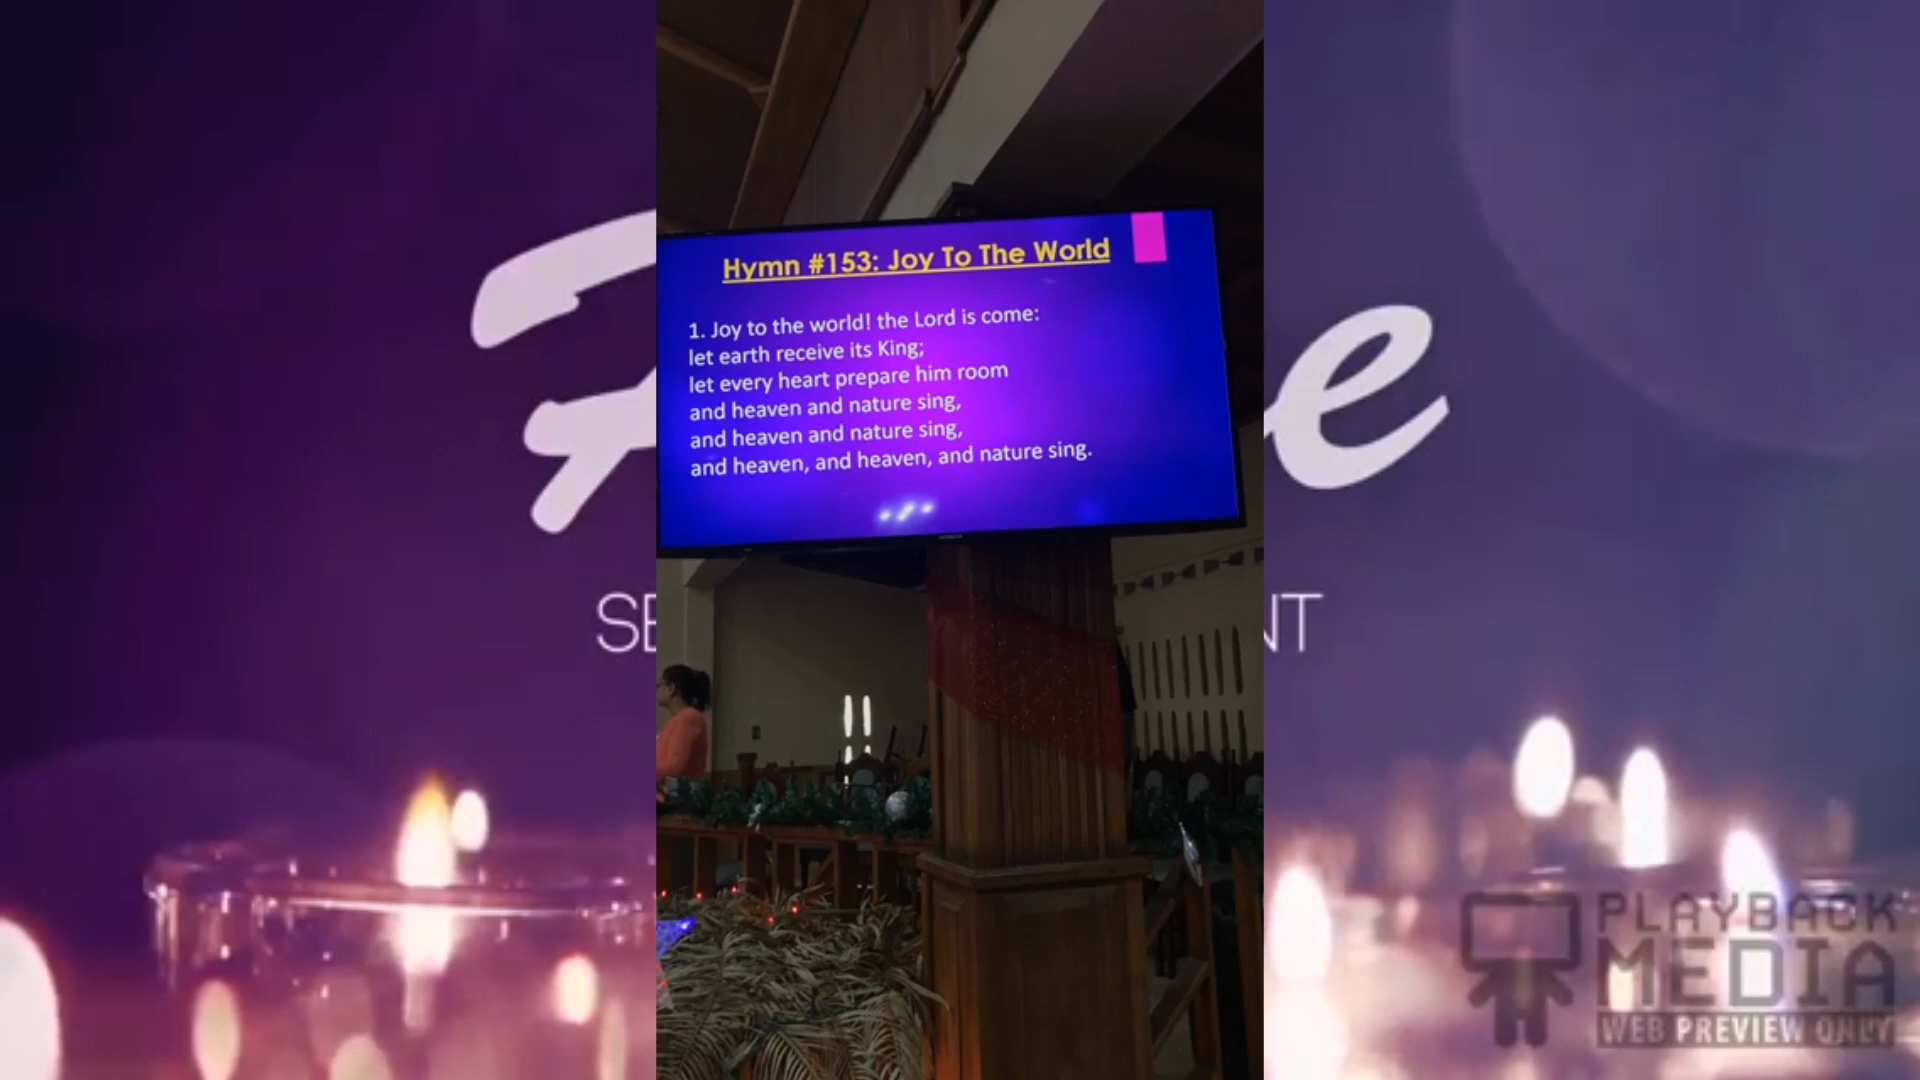 Hymn #153: Joy To The World
1. Joy to the world! the Lord is come:
let earth receive its King;
let every heart prepare him room
and heaven and nature sing,
and heaven and nature sing,
and heaven, and heaven, and nature sing.
e
SE
NT
PLAYBACK
MEDIA
WEB PREVIEW ONLY